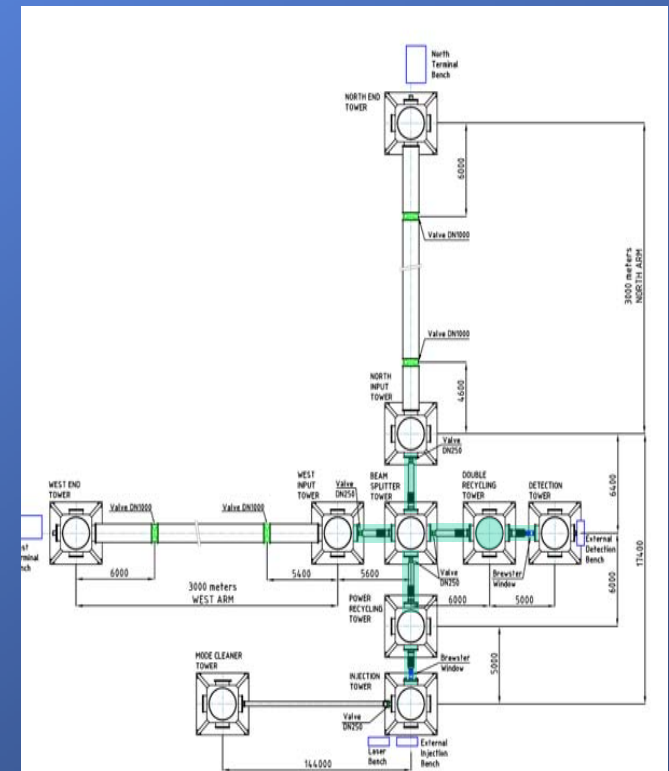 North
Terminal
Bench
NORTH END
TOWER
6000
Valve DN1000
3000 meters
NORTH ARM
Valve DN1000
4600
NORTH
INPUT
TOWER
Valve
DN250
6400
WEST END
TOWER
Valve DN1000
Valve DN1000
WEST
INPUT
TOWER
Valve
DN250
BEAM
SPLITTER
TOWER
DOUBLE
RECYCLING
TOWER
DETECTION
TOWER
External
Detection
Bench
Brewster
Window
Valve
DN250
6000
5400
5600
6000
5000
3000 meters
WEST ARM
6000
17400
POWER
RECYCLING
TOWER
5000
MODE CLEANER
TOWER
INJECTION
TOWER
Brewster
Window
Valve
DN250
Laser
Bench
External
Injection
Bench
144000